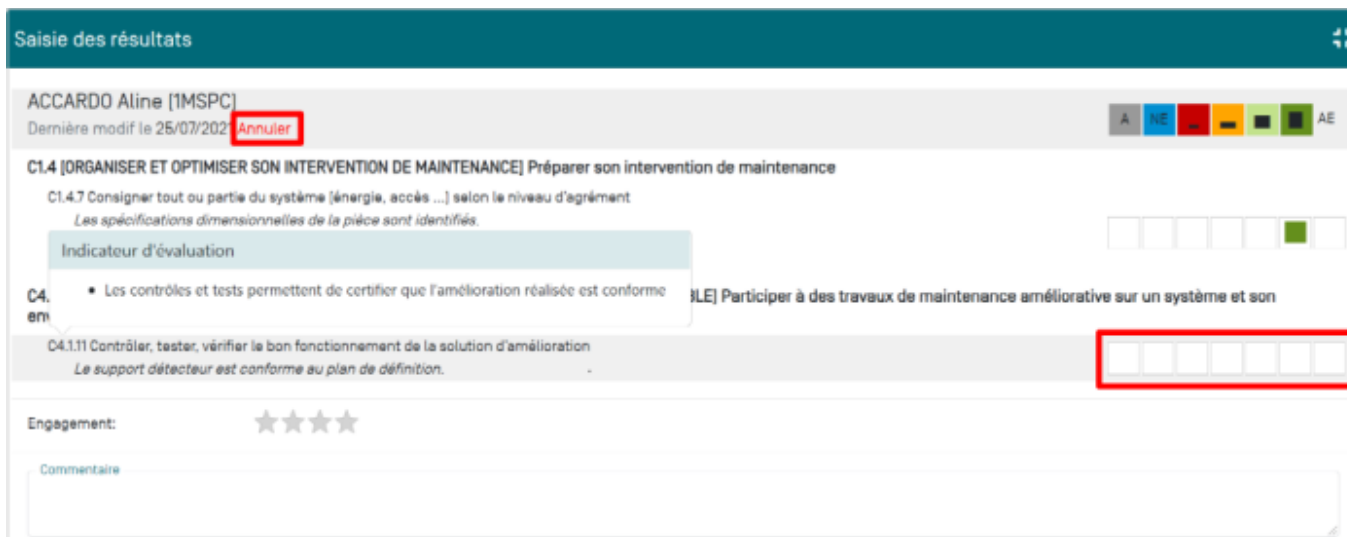 Saisie des résultats
ACCARDO Aline [1MSPC]
Dernière modif le 25/07/2021 Annuler
A NE AE
C1.4 [ORGANISER ET OPTIMISER SON INTERVENTION DE MAINTENANCE] Préparer son intervention de maintenance
C1.4.7 Consigner tout ou partie du système [énergie, accès ...] selon le niveau d'agrément
Les spécifications dimensionnelles de la pièce sont identifiés.
Indicateur d'évaluation
• Les contrôles et tests permettent de certifier que l'amélioration réalisée est conforme
C4. BLE] Participer à des travaux de maintenance améliorative sur un système et son
env
C4.1.11 Contrôler, tester, vérifier le bon fonctionnement de la solution d'amélioration
Le support détecteur est conforme au plan de définition.
Engagement:
Commentaire